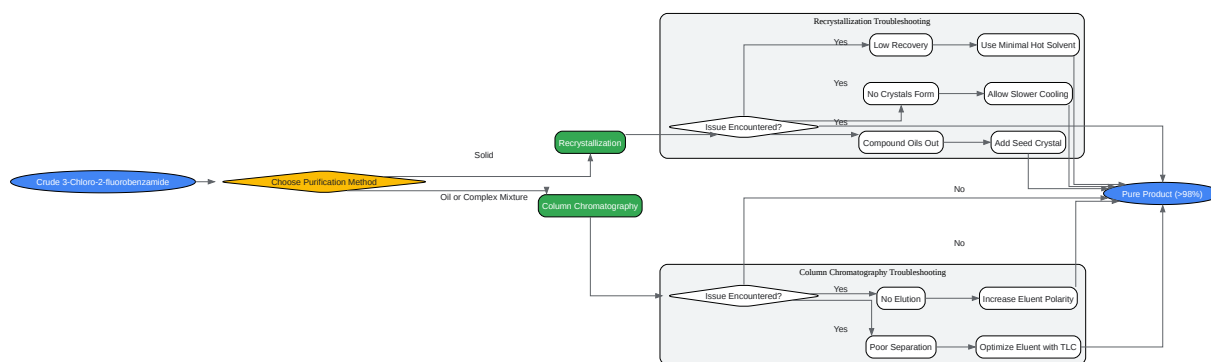 Recrystallization Troubleshooting
Yes
Low Recovery
Use Minimal Hot Solvent
Yes
No Crystals Form
Allow Slower Cooling
Yes
Issue Encountered?
Compound Oils Out
Add Seed Crystal
Recrystallization
Solid
Crude 3-Chloro-2-fluorobenzamide
Choose Purification Method
Oil or Complex Mixture
Column Chromatography
No
Pure Product (>98%)
No
Column Chromatography Troubleshooting
Issue Encountered?
Yes
No Elution
Increase Eluent Polarity
Yes
Poor Separation
Optimize Eluent with TLC